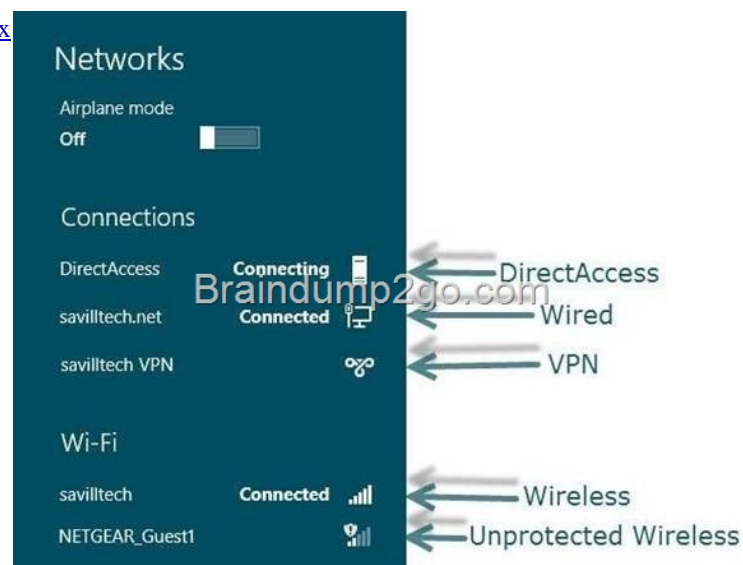 x
Networks
Airplane mode
Off
Connections
DirectAccess Connecting DirectAccess
Braindump2go.com
savilltech.net Connected Wired
savilltech VPN VPN
Wi-Fi
savilltech Connected Wireless
NETGEAR_Guest1 Unprotected Wireless